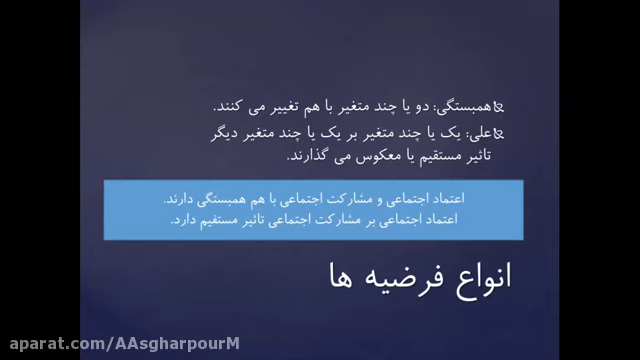 همبستگی: دو یا چند متغیر با هم تغییر می کنند.
علی: یک یا چند متغیر بر یک یا چند متغیر دیگر
تاثیر مستقیم یا معکوس می گذارند.
اعتماد اجتماعی و مشارکت اجتماعی با هم همبستگی دارند.
اعتماد اجتماعی بر مشارکت اجتماعی تاثیر مستقیم دارد.
انواع فرضیه ها
aparat.com/AAsgharpourM